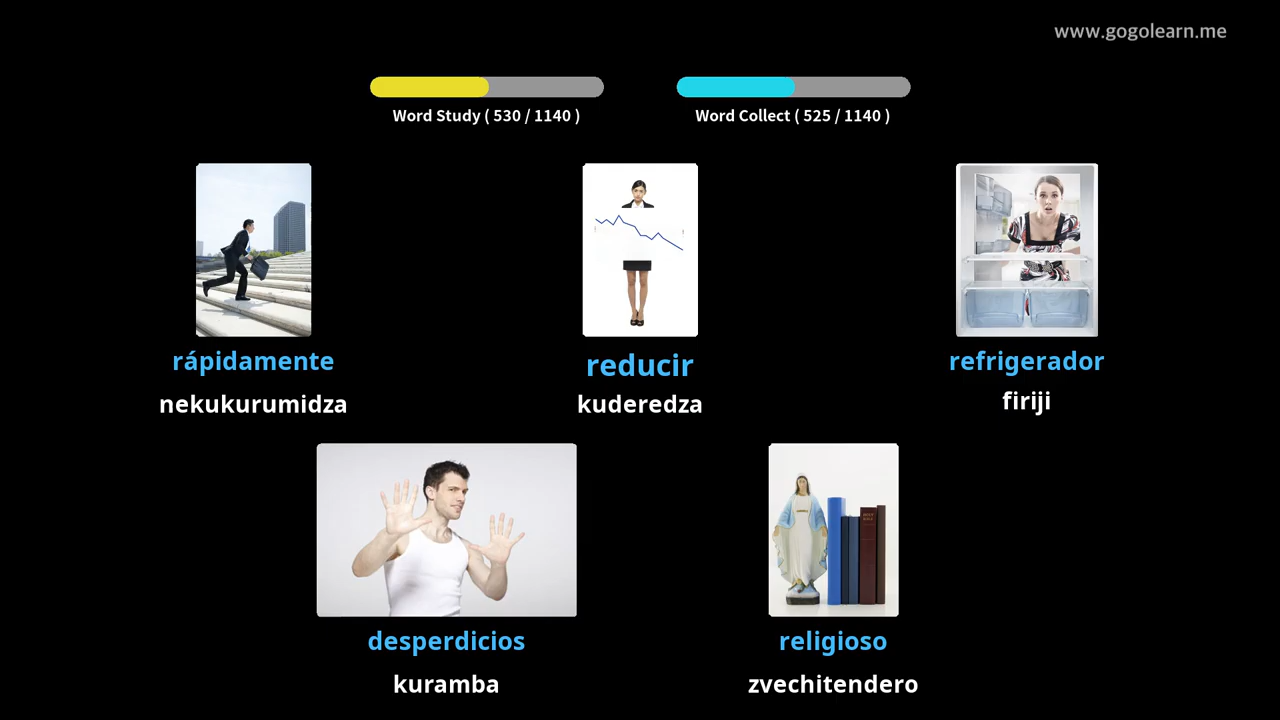 www.gogolearn.me
Word Study ( 530 / 1140 )
Word Collect ( 525 / 1140 )
rápidamente
nekukurumidza
reducir
kuderedza
refrigerador
firiji
desperdicios
kuramba
religioso
zvechitendero